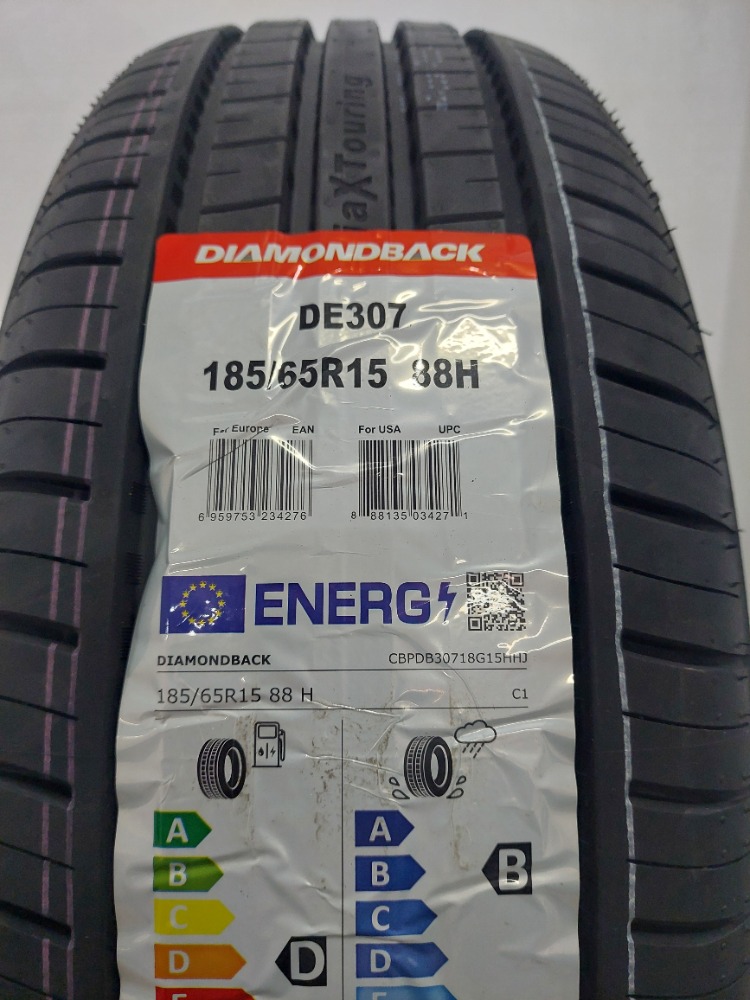 iaXTouring
DIAMONDBACK
DE307
185/65R15 88H
For Europe EAN For USA UPC
6 959753 234276 8 88135 03427 1
ENERG
DIAMONDBACK CBPDB30718G15HHJ
185/65R15 88 H C1
A A
B B B
C C
D D D
E